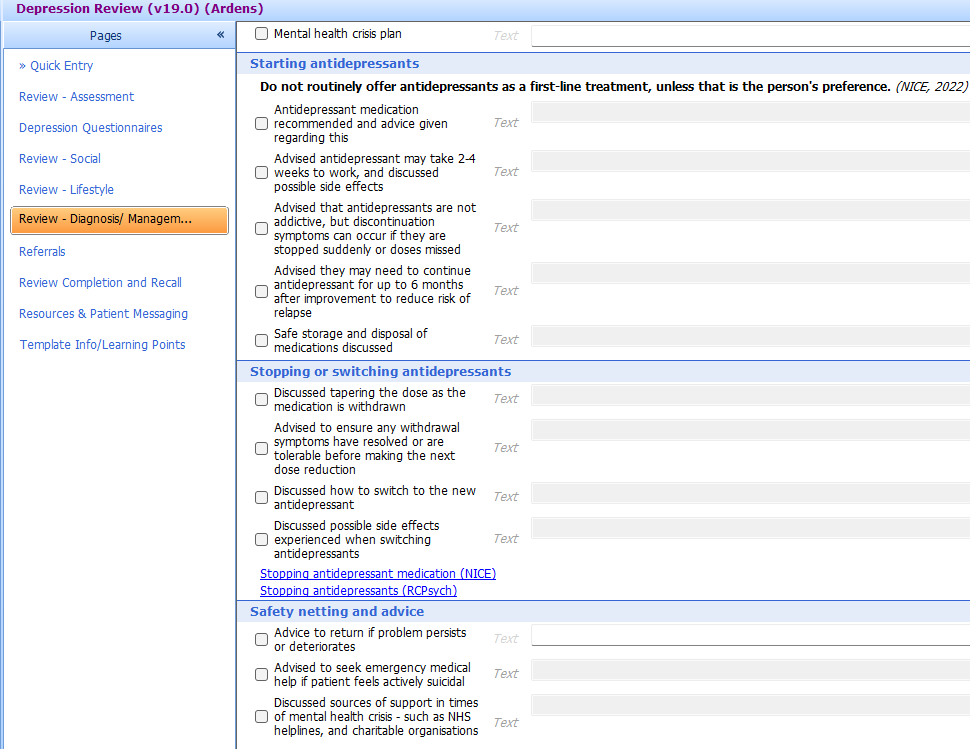 Depression Review (v19.0) (Ardens)
Pages «
» Quick Entry
Review - Assessment
Depression Questionnaires
Review - Social
Review - Lifestyle
Review - Diagnosis/ Managem...
Referrals
Review Completion and Recall
Resources & Patient Messaging
Template Info/Learning Points
Mental health crisis plan Text
Starting antidepressants
Do not routinely offer antidepressants as a first-line treatment, unless that is the person's preference. (NICE, 2022)
Antidepressant medication
recommended and advice given Text
regarding this
Advised antidepressant may take 2-4
weeks to work, and discussed Text
possible side effects
Advised that antidepressants are not
addictive, but discontinuation Text
symptoms can occur if they are
stopped suddenly or doses missed
Advised they may need to continue
antidepressant for up to 6 months Text
after improvement to reduce risk of
relapse
Safe storage and disposal of Text
medications discussed
Stopping or switching antidepressants
Discussed tapering the dose as the Text
medication is withdrawn
Advised to ensure any withdrawal
symptoms have resolved or are Text
tolerable before making the next
dose reduction
Discussed how to switch to the new Text
antidepressant
Discussed possible side effects
experienced when switching Text
antidepressants
Stopping antidepressant medication (NICE)
Stopping antidepressants (RCPsych)
Safety netting and advice
Advice to return if problem persists Text
or deteriorates
Advised to seek emergency medical Text
help if patient feels actively suicidal
Discussed sources of support in times
of mental health crisis - such as NHS Text
helplines, and charitable organisations